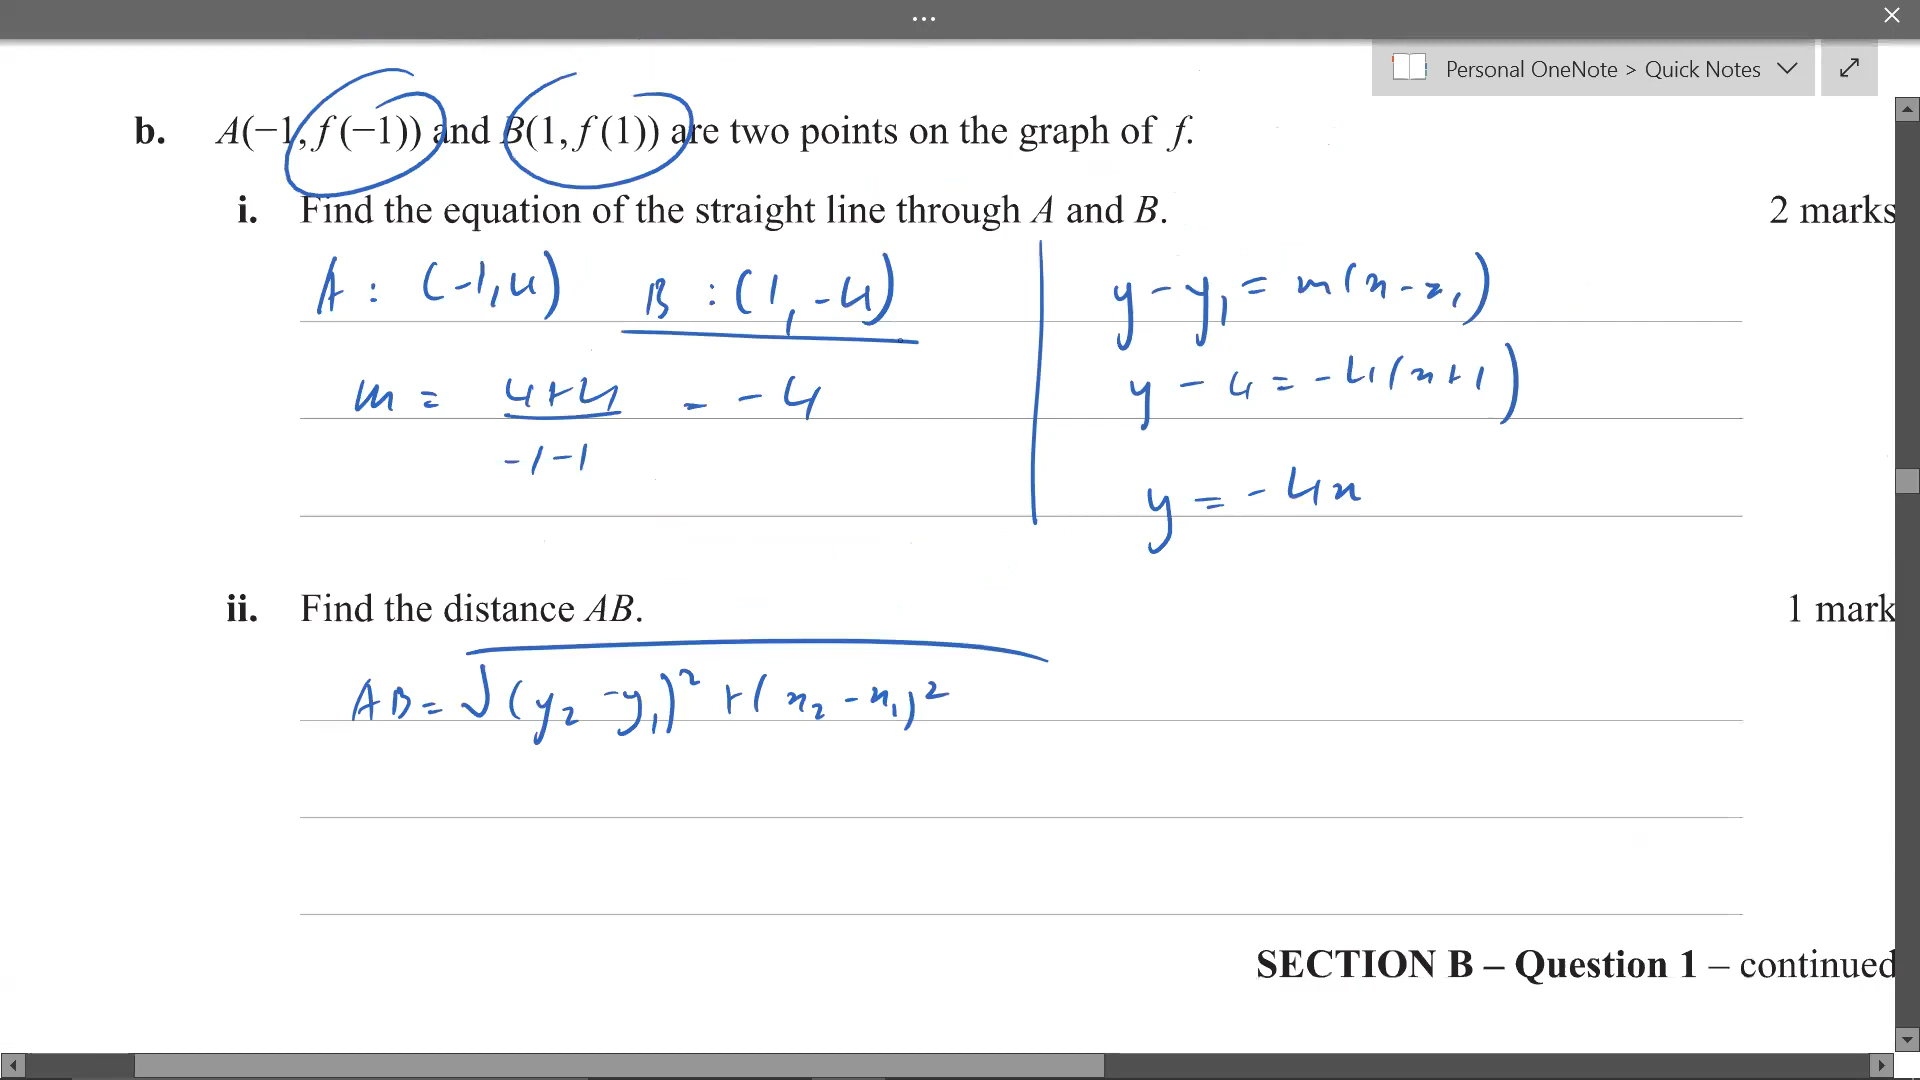 Personal OneNote > Quick Notes
b. A(−1, f(−1)) and B(1, f(1)) are two points on the graph of f.
i. Find the equation of the straight line through A and B. 2 marks
A : (-1, 4) B : (1, -4)
m = 4+4 / -1-1 = -4
y - y₁ = m(x - x₁)
y - 4 = -4(x+1)
y = -4x
ii. Find the distance AB. 1 mark
AB = √(y₂ - y₁)² + (x₂ - x₁)²
SECTION B – Question 1 – continued